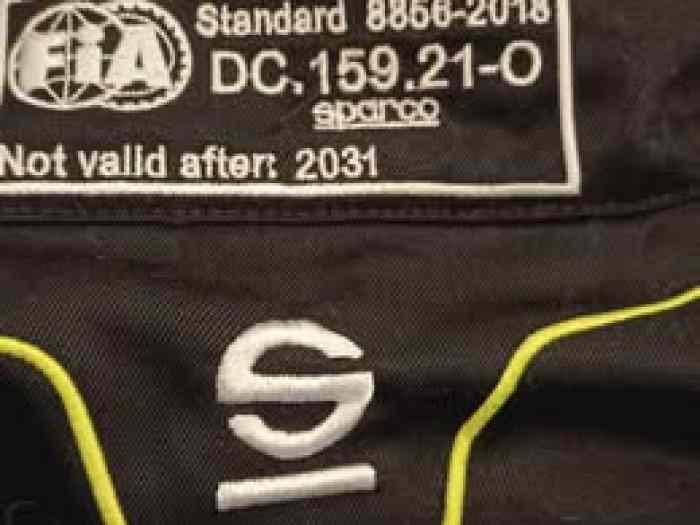 FIA
Standard 8856-2018
DC.159.21-O
sparco
Not valid after: 2031
S